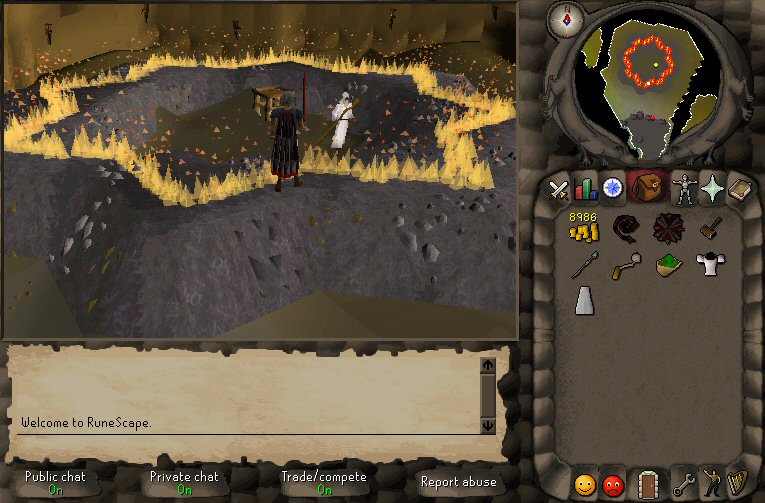 N
8986
Welcome to RuneScape.
Public chat
On
Private chat
On
Trade/compete
On
Report abuse